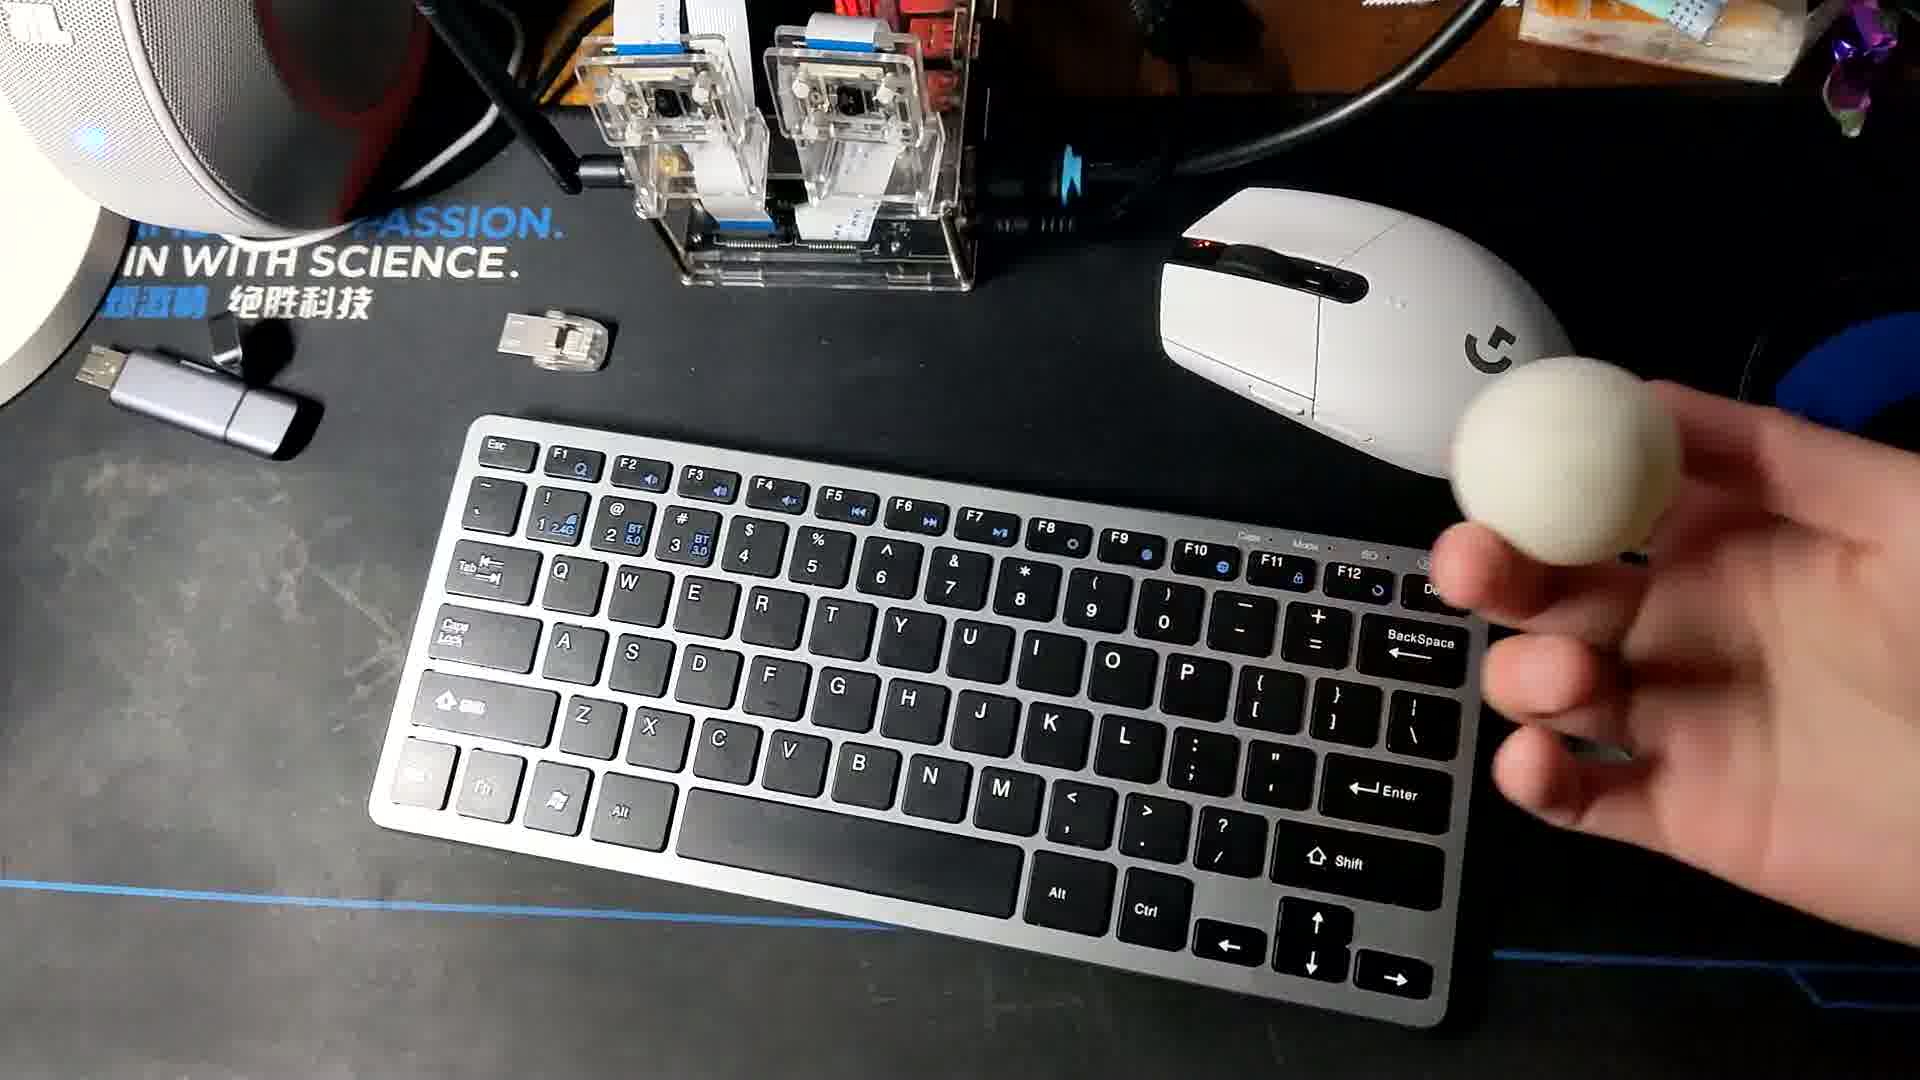 JBL
PASSION.
IN WITH SCIENCE.
绝胜科技
G
Esc F1 F2 F3 F4 F5 F6 F7 F8 F9 F10 F11 F12
~ ` ! 1 2.4G @ 2 BT 5.0 # 3 BT 3.0 $ 4 % 5 ^ 6 & 7 * 8 ( 9 ) 0 — - + = BackSpace
Tab Q W E R T Y U I O P { [ } ] | \
Caps Lock A S D F G H J K L : ; " ' Enter
Z X C V B N M < , > . ? / Shift
Fn Alt Alt Ctrl ← ↑ ↓ →